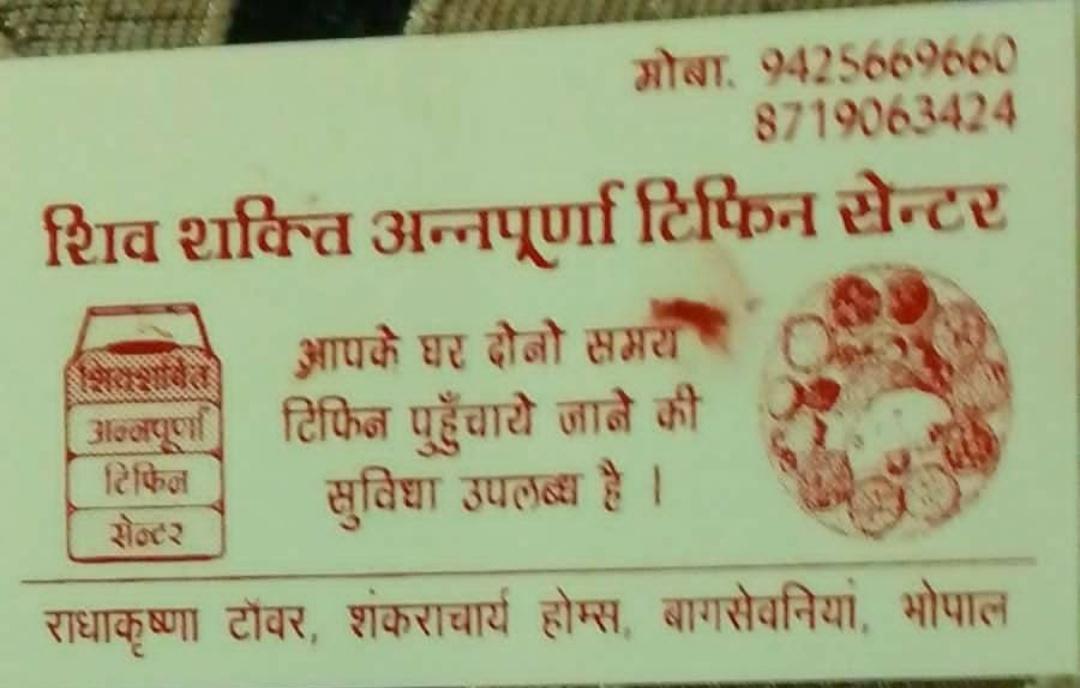 मोबा. 9425669660
8719063424
शिव शक्ति अन्नपूर्णा टिफिन सेन्टर
आपके घर दोनो समय
टिफिन पुहुँचाये जाने की
सुविधा उपलब्ध है ।
शिवशक्ति
अन्नपूर्णा
टिफिन
सेन्टर
राधाकृष्णा टॉवर, शंकराचार्य होम्स, बागसेवनियां, भोपाल